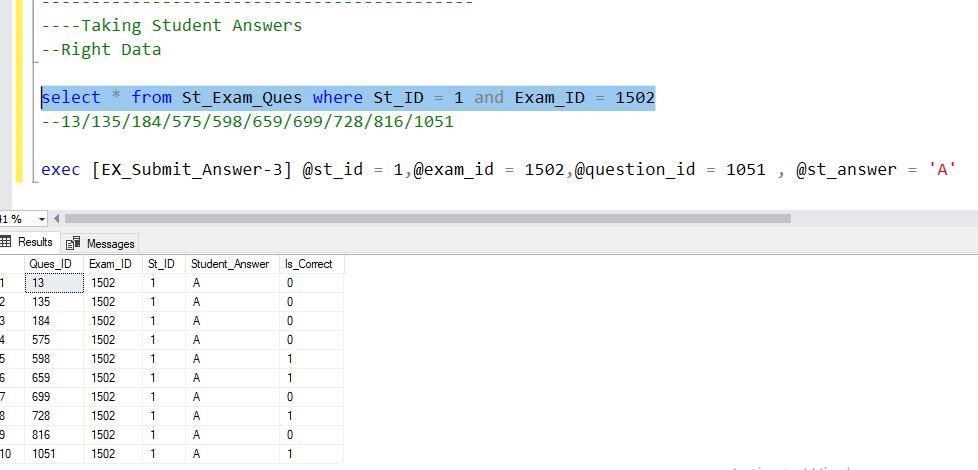 --------------------------------------------
----Taking Student Answers
--Right Data
select * from St_Exam_Ques where St_ID = 1 and Exam_ID = 1502
--13/135/184/575/598/659/699/728/816/1051
exec [EX_Submit_Answer-3] @st_id = 1,@exam_id = 1502,@question_id = 1051 , @st_answer = 'A'
Results Messages
Ques_ID Exam_ID St_ID Student_Answer Is_Correct
1 13 1502 1 A 0
2 135 1502 1 A 0
3 184 1502 1 A 0
4 575 1502 1 A 0
5 598 1502 1 A 1
6 659 1502 1 A 1
7 699 1502 1 A 0
8 728 1502 1 A 1
9 816 1502 1 A 0
10 1051 1502 1 A 1